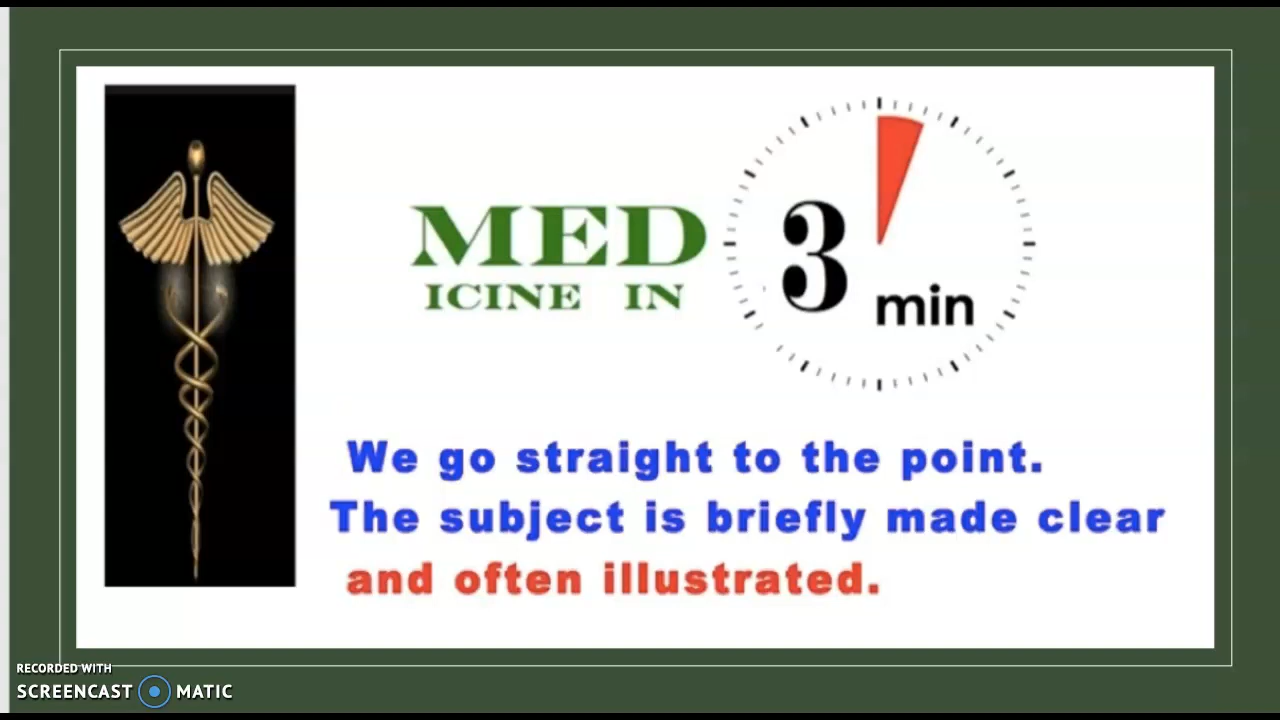 MED
ICINE IN
3
min
We go straight to the point.
The subject is briefly made clear
and often illustrated.
RECORDED WITH
SCREENCAST MATIC